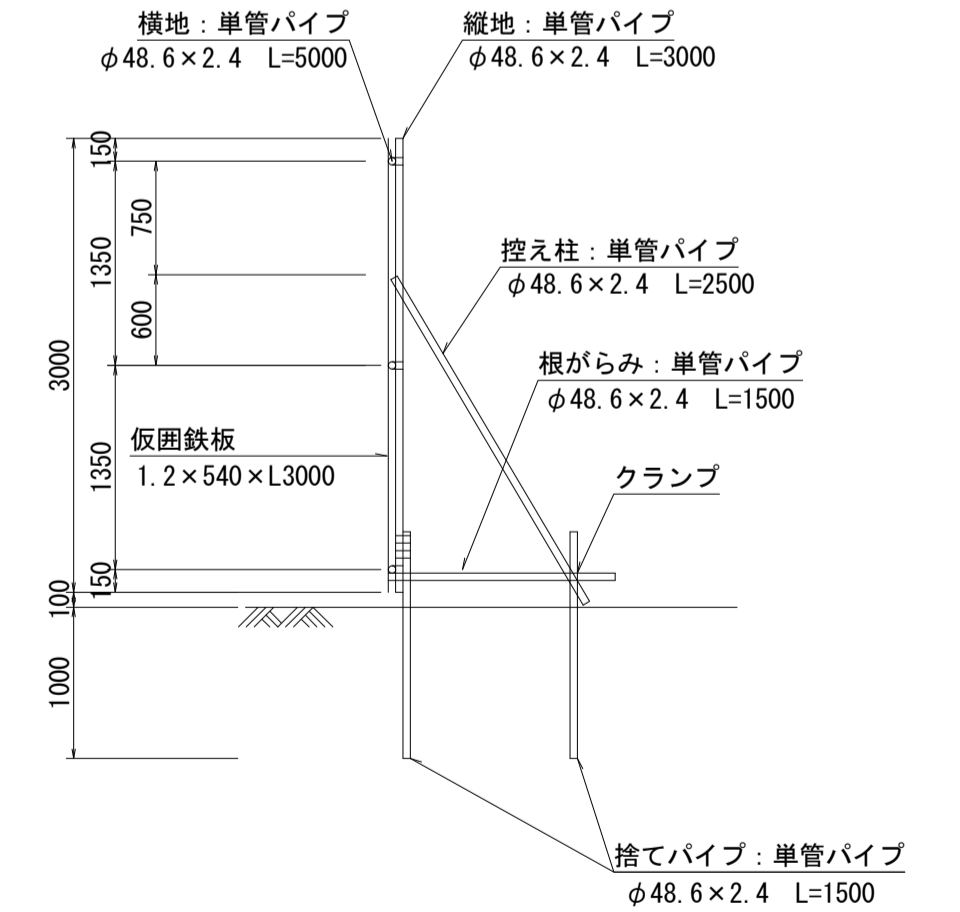 横地：単管パイプ
φ48.6×2.4　L=5000
縦地：単管パイプ
φ48.6×2.4　L=3000
150
750
1350
控え柱：単管パイプ
φ48.6×2.4　L=2500
600
3000
根がらみ：単管パイプ
φ48.6×2.4　L=1500
仮囲鉄板
1.2×540×L3000
1350
クランプ
150
100
1000
捨てパイプ：単管パイプ
φ48.6×2.4　L=1500